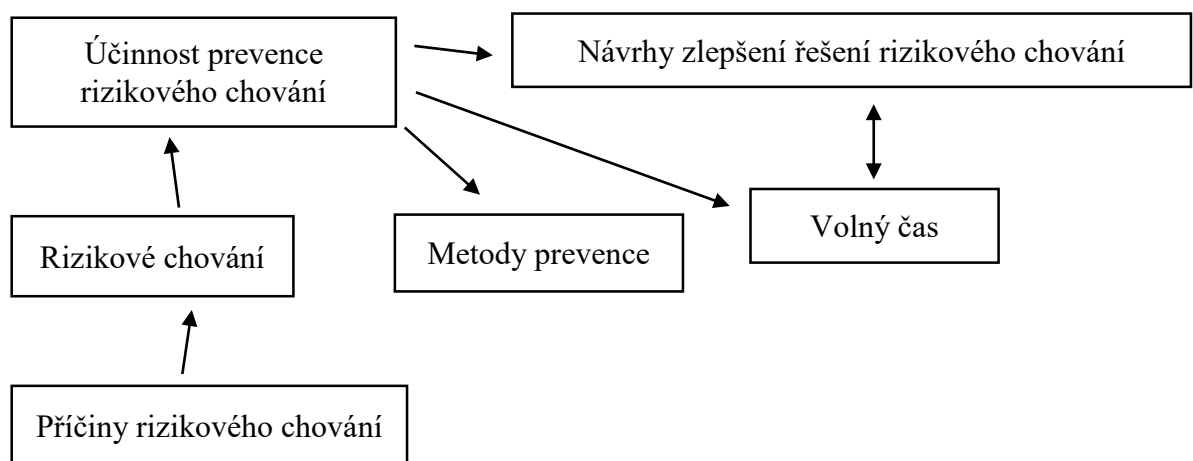 Účinnost prevence
rizikového chování
Návrhy zlepšení řešení rizikového chování
Volný čas
Rizikové chování
Metody prevence
Příčiny rizikového chování